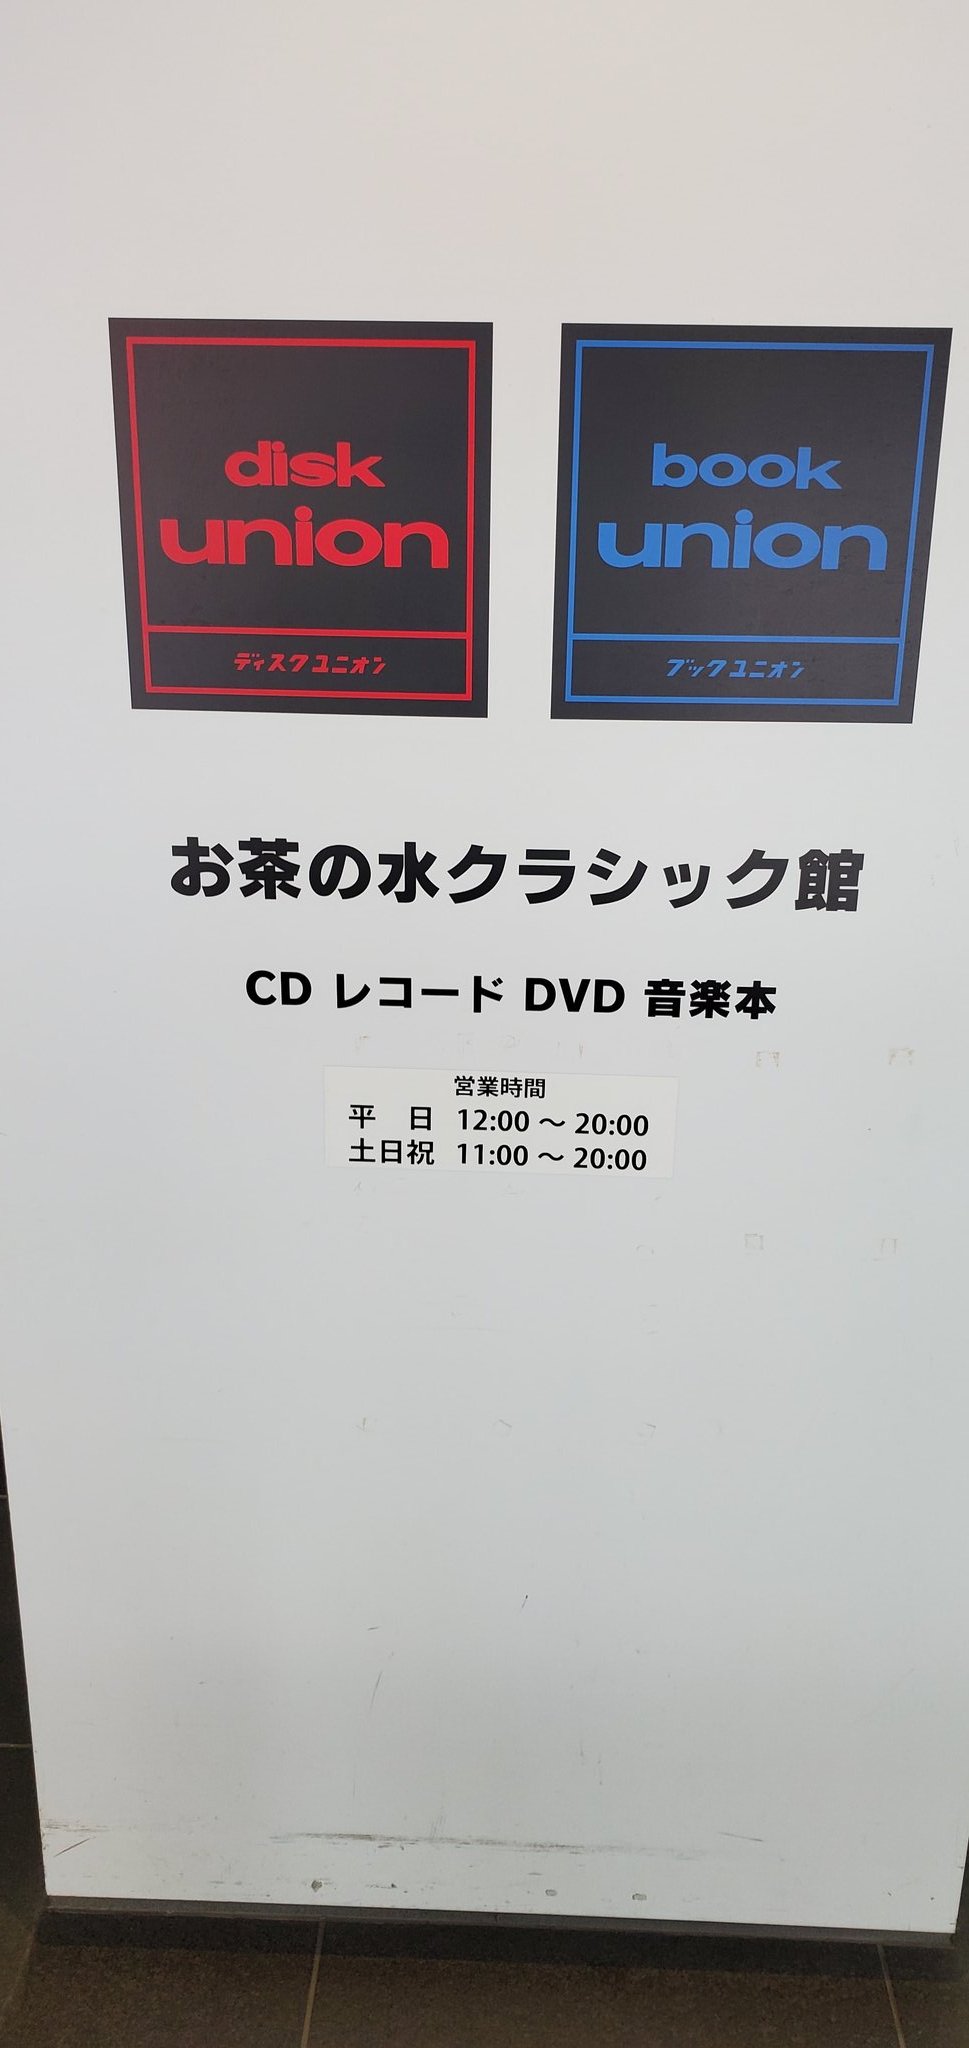 disk
union
ディスクユニオン
book
union
ブックユニオン
お茶の水クラシック館
CD レコード DVD 音楽本
営業時間
平　日 12:00 〜 20:00
土日祝 11:00 〜 20:00